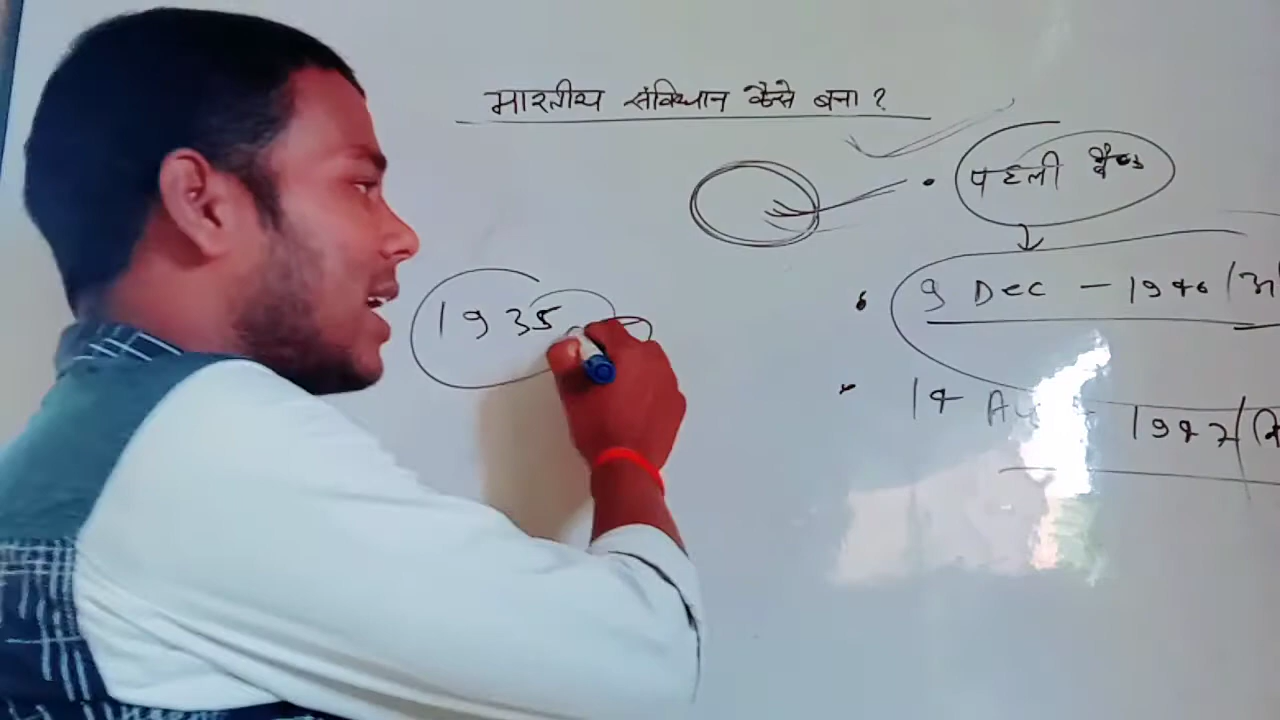 भारतीय संविधान कैसे बना ?
• पहली बैठक
1935
• 9 Dec - 1946/अ
14 Aug - 1947/